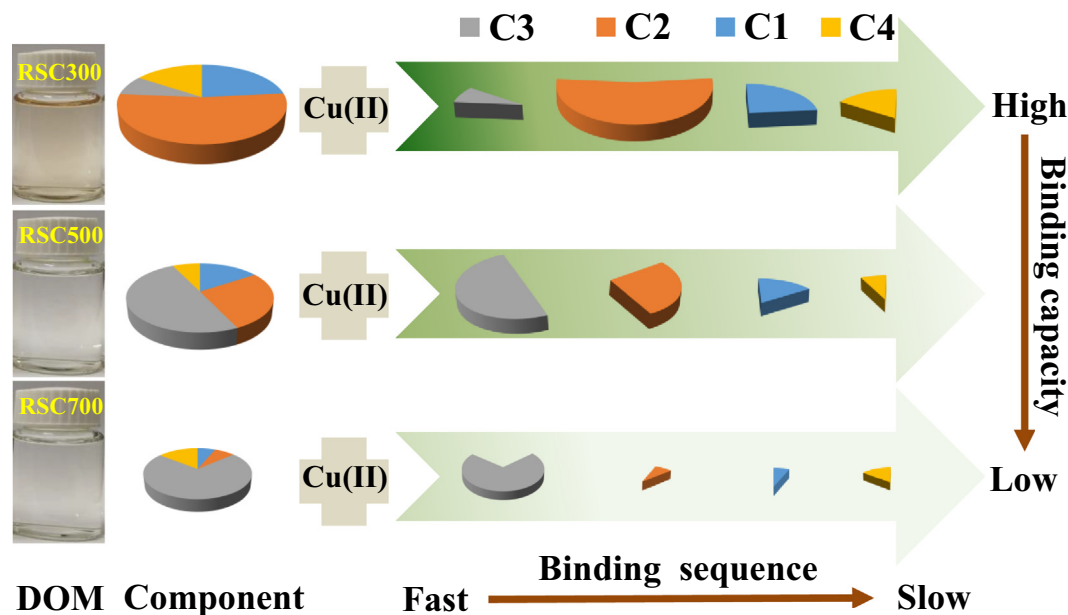 C3 C2 C1 C4
RSC300
Cu(II)
High
RSC500
Cu(II)
Binding capacity
RSC700
Cu(II)
Low
DOM Component
Fast
Binding sequence
Slow